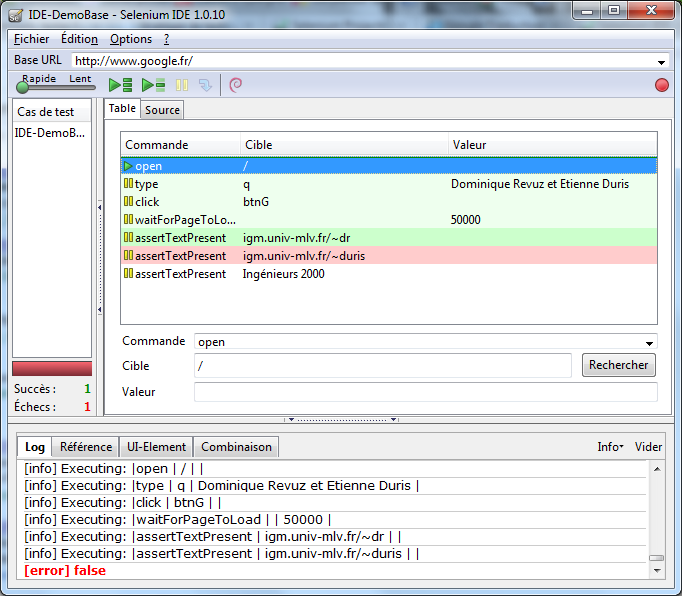 IDE-DemoBase - Selenium IDE 1.0.10
Fichier Édition Options ?
Base URL http://www.google.fr/
Rapide Lent
Cas de test
IDE-DemoB...
Table Source
Commande Cible Valeur
open /
type q Dominique Revuz et Etienne Duris
click btnG
waitForPageToLo... 50000
assertTextPresent igm.univ-mlv.fr/~dr
assertTextPresent igm.univ-mlv.fr/~duris
assertTextPresent Ingénieurs 2000
Commande open
Cible / Rechercher
Valeur
Succès : 1
Échecs : 1
Log Référence UI-Element Combinaison Info Vider
[info] Executing: |open | / | |
[info] Executing: |type | q | Dominique Revuz et Etienne Duris |
[info] Executing: |click | btnG | |
[info] Executing: |waitForPageToLoad | | 50000 |
[info] Executing: |assertTextPresent | igm.univ-mlv.fr/~dr | |
[info] Executing: |assertTextPresent | igm.univ-mlv.fr/~duris | |
[error] false